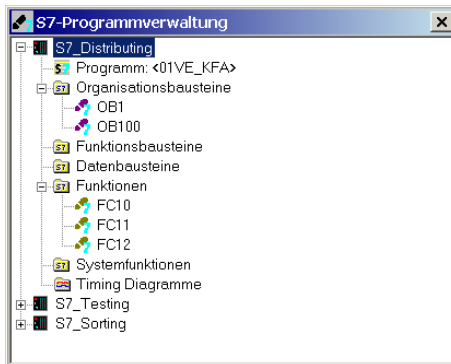 S7-Programmverwaltung
S7_Distributing
Programm: <01VE_KFA>
Organisationsbausteine
OB1
OB100
Funktionsbausteine
Datenbausteine
Funktionen
FC10
FC11
FC12
Systemfunktionen
Timing Diagramme
S7_Testing
S7_Sorting